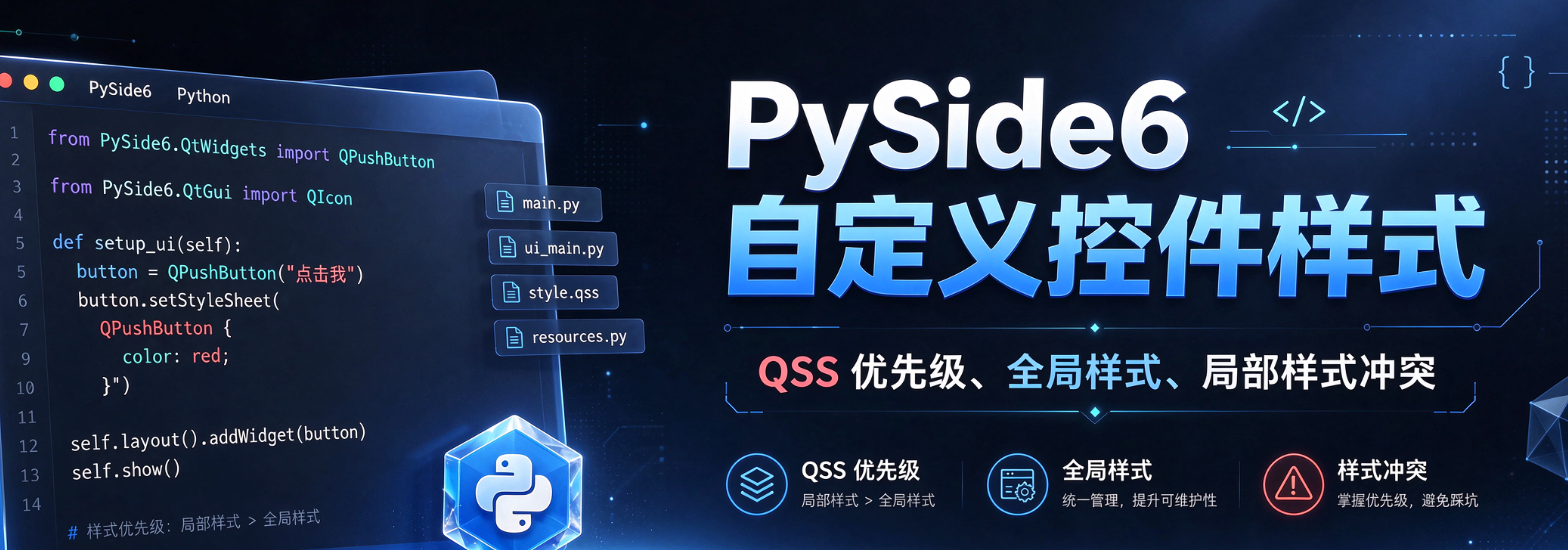 PySide6 Python
1
2
3
4
5
5
6
7
9
10
11
12
13
14
from PySide6.QtWidgets import QPushButton
from PySide6.QtGui import QIcon
def setup_ui(self):
button = QPushButton("点击我")
button.setStyleSheet(
QPushButton {
color: red;
}")
self.layout().addWidget(button)
self.show()
# 样式优先级: 局部样式 > 全局样式
main.py
ui_main.py
style.qss
resources.py
{ }
</>
PySide6
自定义控件样式
QSS 优先级、全局样式、局部样式冲突
QSS 优先级
局部样式 > 全局样式
全局样式
统一管理，提升可维护性
样式冲突
掌握优先级，避免踩坑